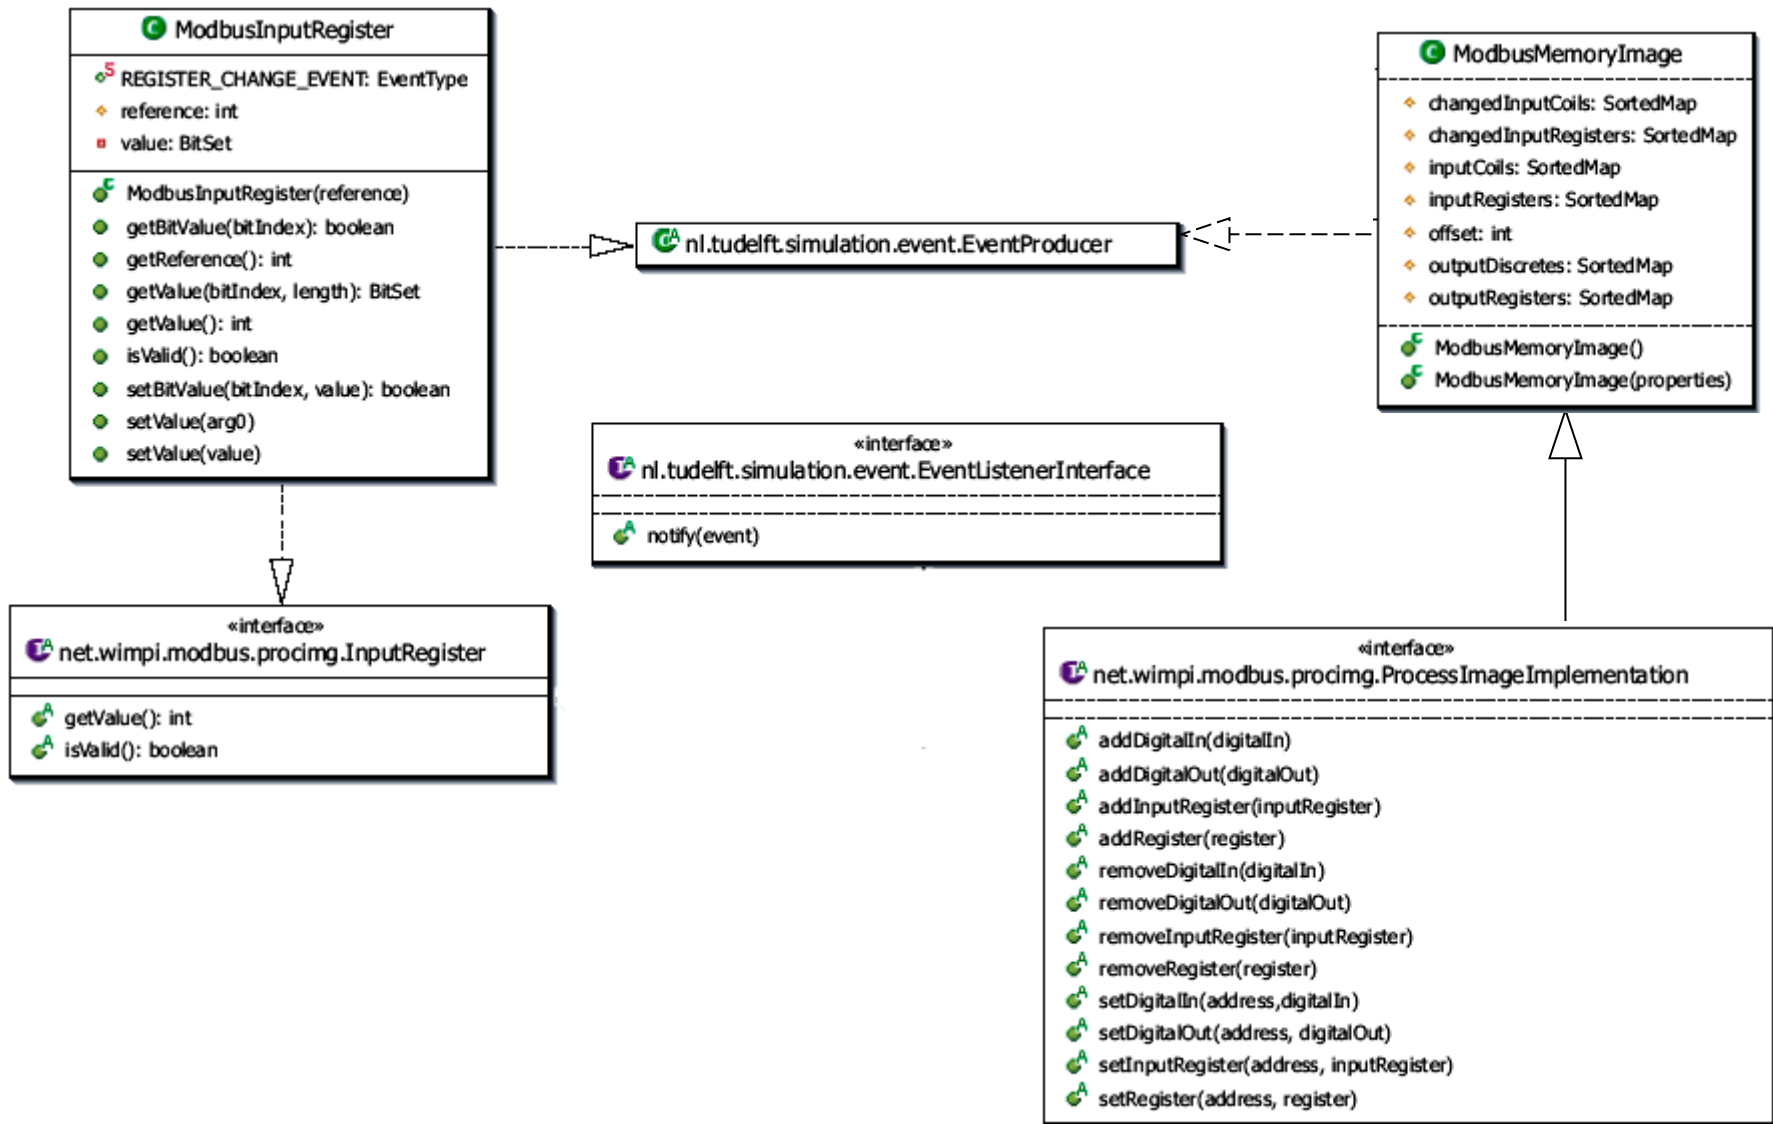 ModbusInputRegister
REGISTER_CHANGE_EVENT: EventType
reference: int
value: BitSet
ModbusInputRegister(reference)
getBitValue(bitIndex): boolean
getReference(): int
getValue(bitIndex, length): BitSet
getValue(): int
isValid(): boolean
setBitValue(bitIndex, value): boolean
setValue(arg0)
setValue(value)
nl.tudelft.simulation.event.EventProducer
ModbusMemoryImage
changedInputCoils: SortedMap
changedInputRegisters: SortedMap
inputCoils: SortedMap
inputRegisters: SortedMap
offset: int
outputDiscretes: SortedMap
outputRegisters: SortedMap
ModbusMemoryImage()
ModbusMemoryImage(properties)
«interface»
nl.tudelft.simulation.event.EventListenerInterface
notify(event)
«interface»
net.wimpi.modbus.procimg.InputRegister
getValue(): int
isValid(): boolean
«interface»
net.wimpi.modbus.procimg.ProcessImageImplementation
addDigitalIn(digitalIn)
addDigitalOut(digitalOut)
addInputRegister(inputRegister)
addRegister(register)
removeDigitalIn(digitalIn)
removeDigitalOut(digitalOut)
removeInputRegister(inputRegister)
removeRegister(register)
setDigitalIn(address,digitalIn)
setDigitalOut(address, digitalOut)
setInputRegister(address, inputRegister)
setRegister(address, register)